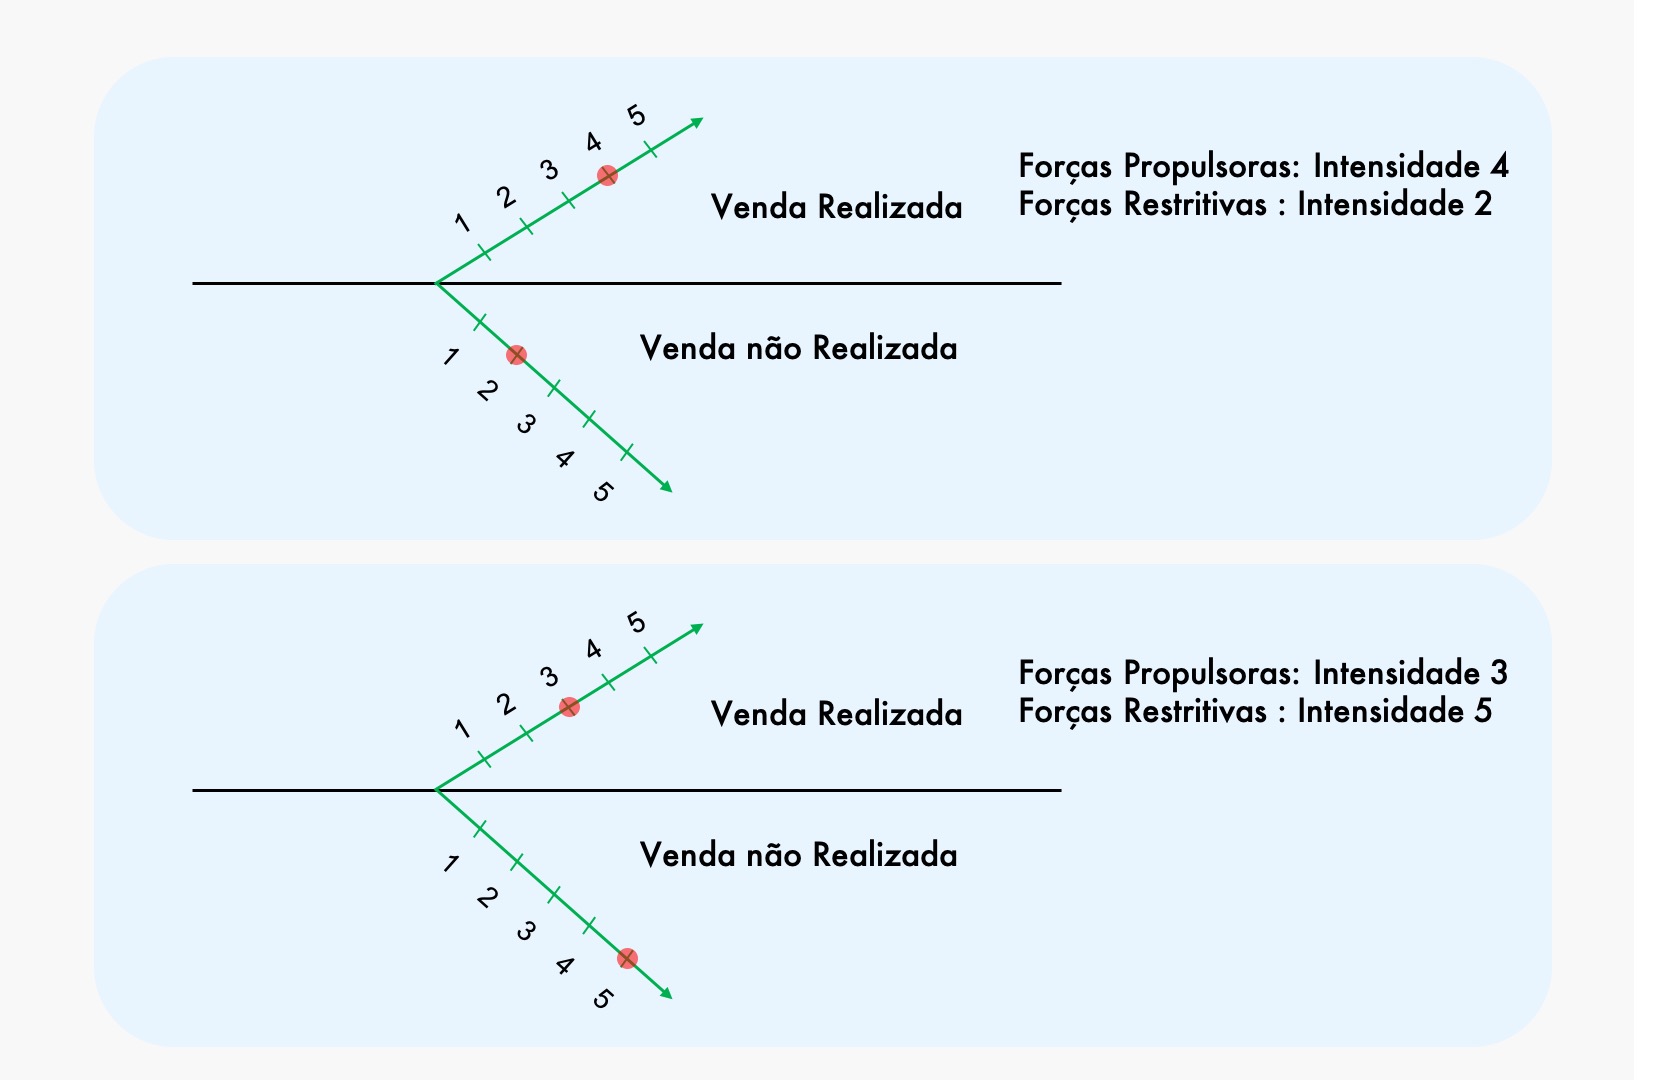 5
4
3
2
1
Forças Propulsoras: Intensidade 4
Venda Realizada
Forças Restritivas : Intensidade 2
Venda não Realizada
1
2
3
4
5
5
4
3
2
1
Forças Propulsoras: Intensidade 3
Venda Realizada
Forças Restritivas : Intensidade 5
Venda não Realizada
1
2
3
4
5